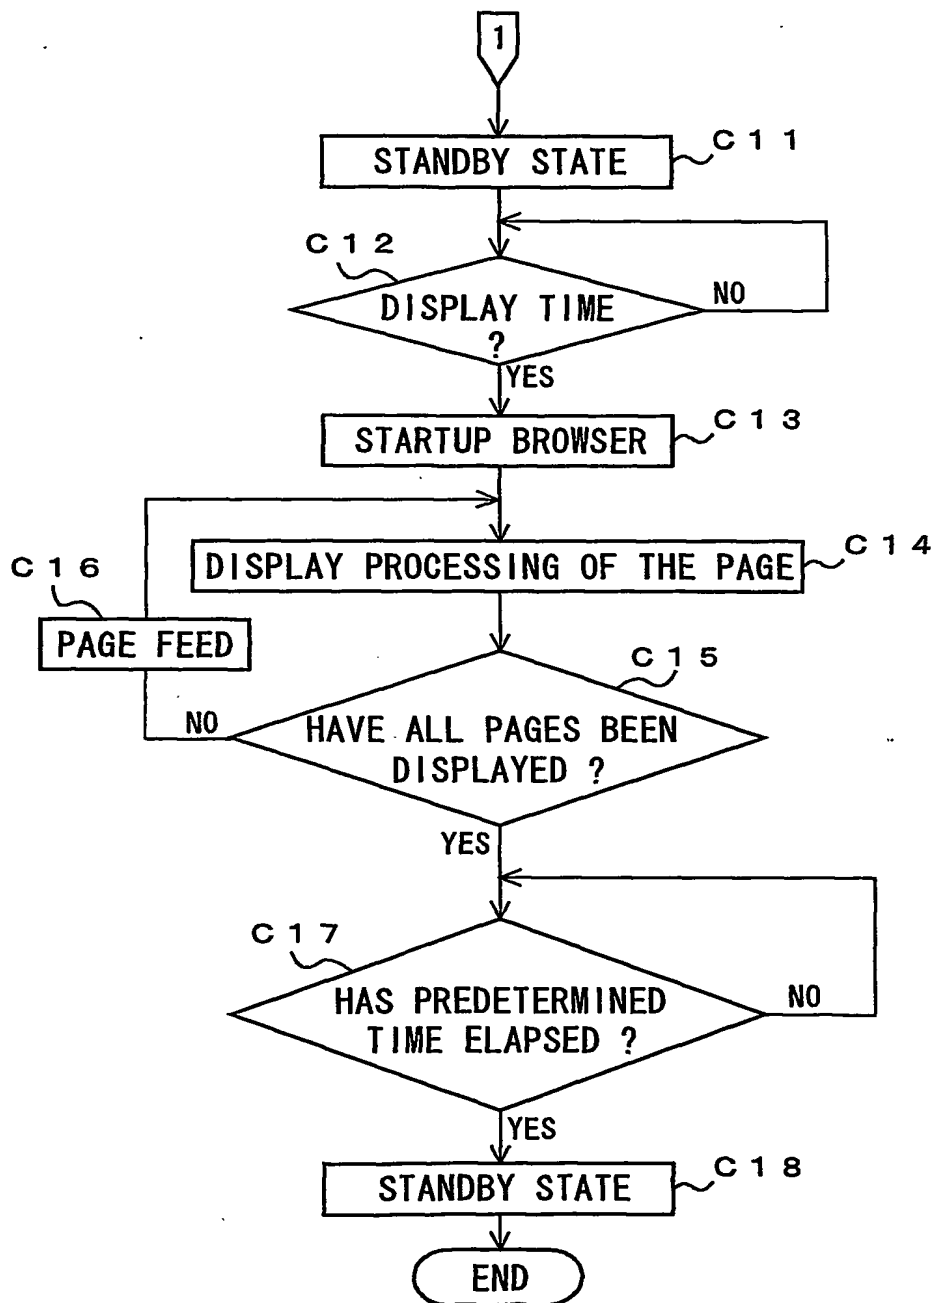 1
STANDBY STATE
C11
C12
DISPLAY TIME
?
NO
YES
STARTUP BROWSER
C13
DISPLAY PROCESSING OF THE PAGE
C14
C16
PAGE FEED
C15
NO
HAVE ALL PAGES BEEN
DISPLAYED ?
YES
C17
HAS PREDETERMINED
TIME ELAPSED ?
NO
YES
STANDBY STATE
C18
END